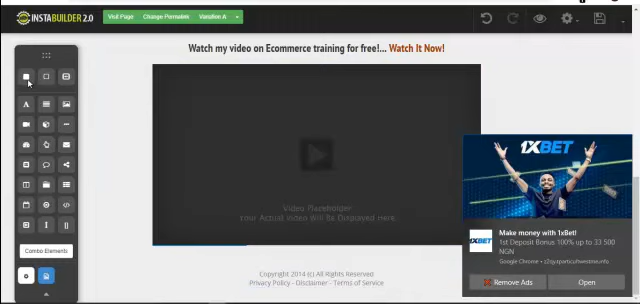 INSTABUILDER 2.0
Visit Page
Change Permalink
Variation A
Watch my video on Ecommerce training for free!... Watch It Now!
Video Placeholder
Your Actual Video Will Be Displayed Here
Combo Elements
Copyright 2014 (c) All Rights Reserved
Privacy Policy - Disclaimer - Terms of Service
1XBET
1XBET
Make money with 1xBet!
1st Deposit Bonus 100% up to 33 500
NGN
Google Chrome •
Remove Ads
Open